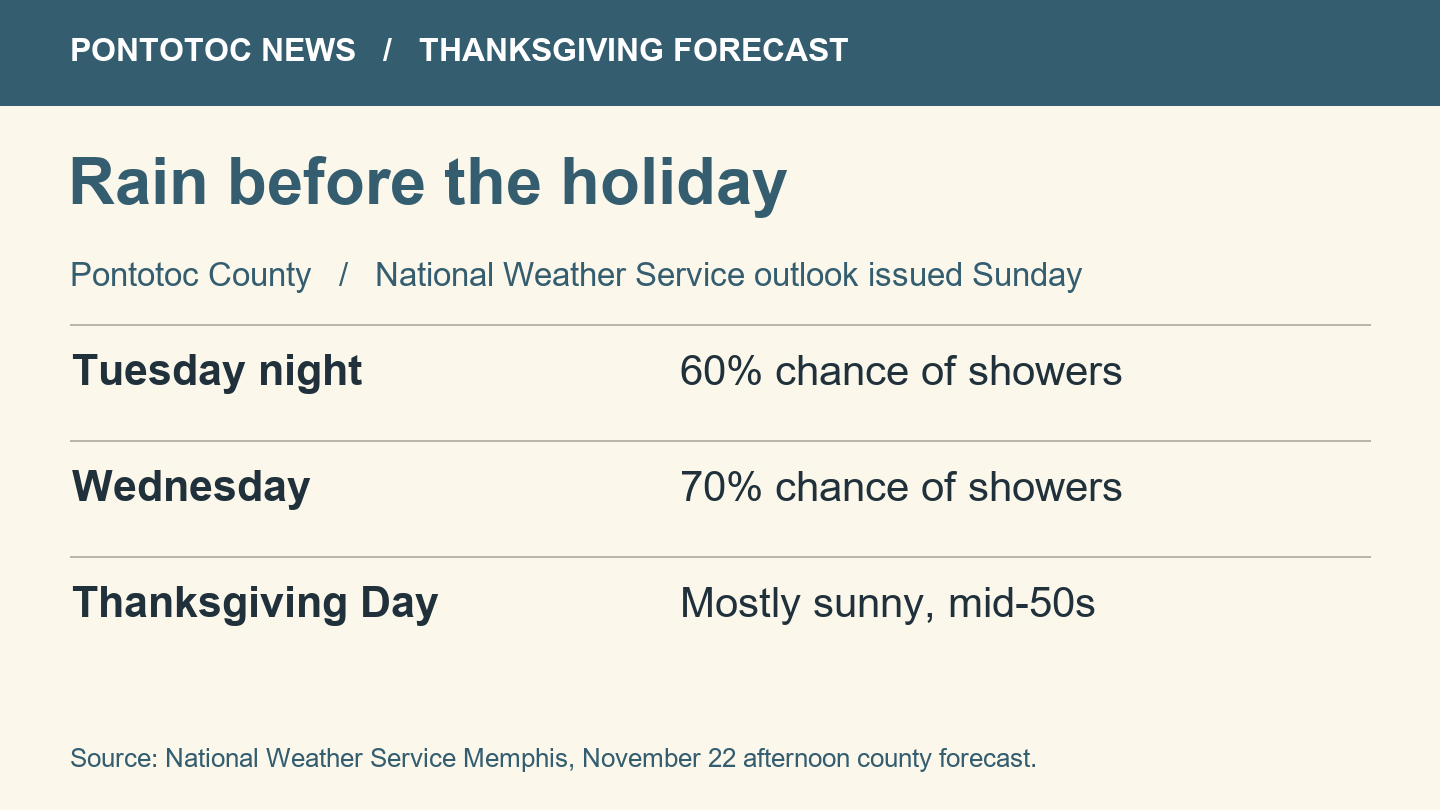 PONTOTOC NEWS / THANKSGIVING FORECAST
Rain before the holiday
Pontotoc County / National Weather Service outlook issued Sunday
Tuesday night 60% chance of showers
Wednesday 70% chance of showers
Thanksgiving Day Mostly sunny, mid-50s
Source: National Weather Service Memphis, November 22 afternoon county forecast.